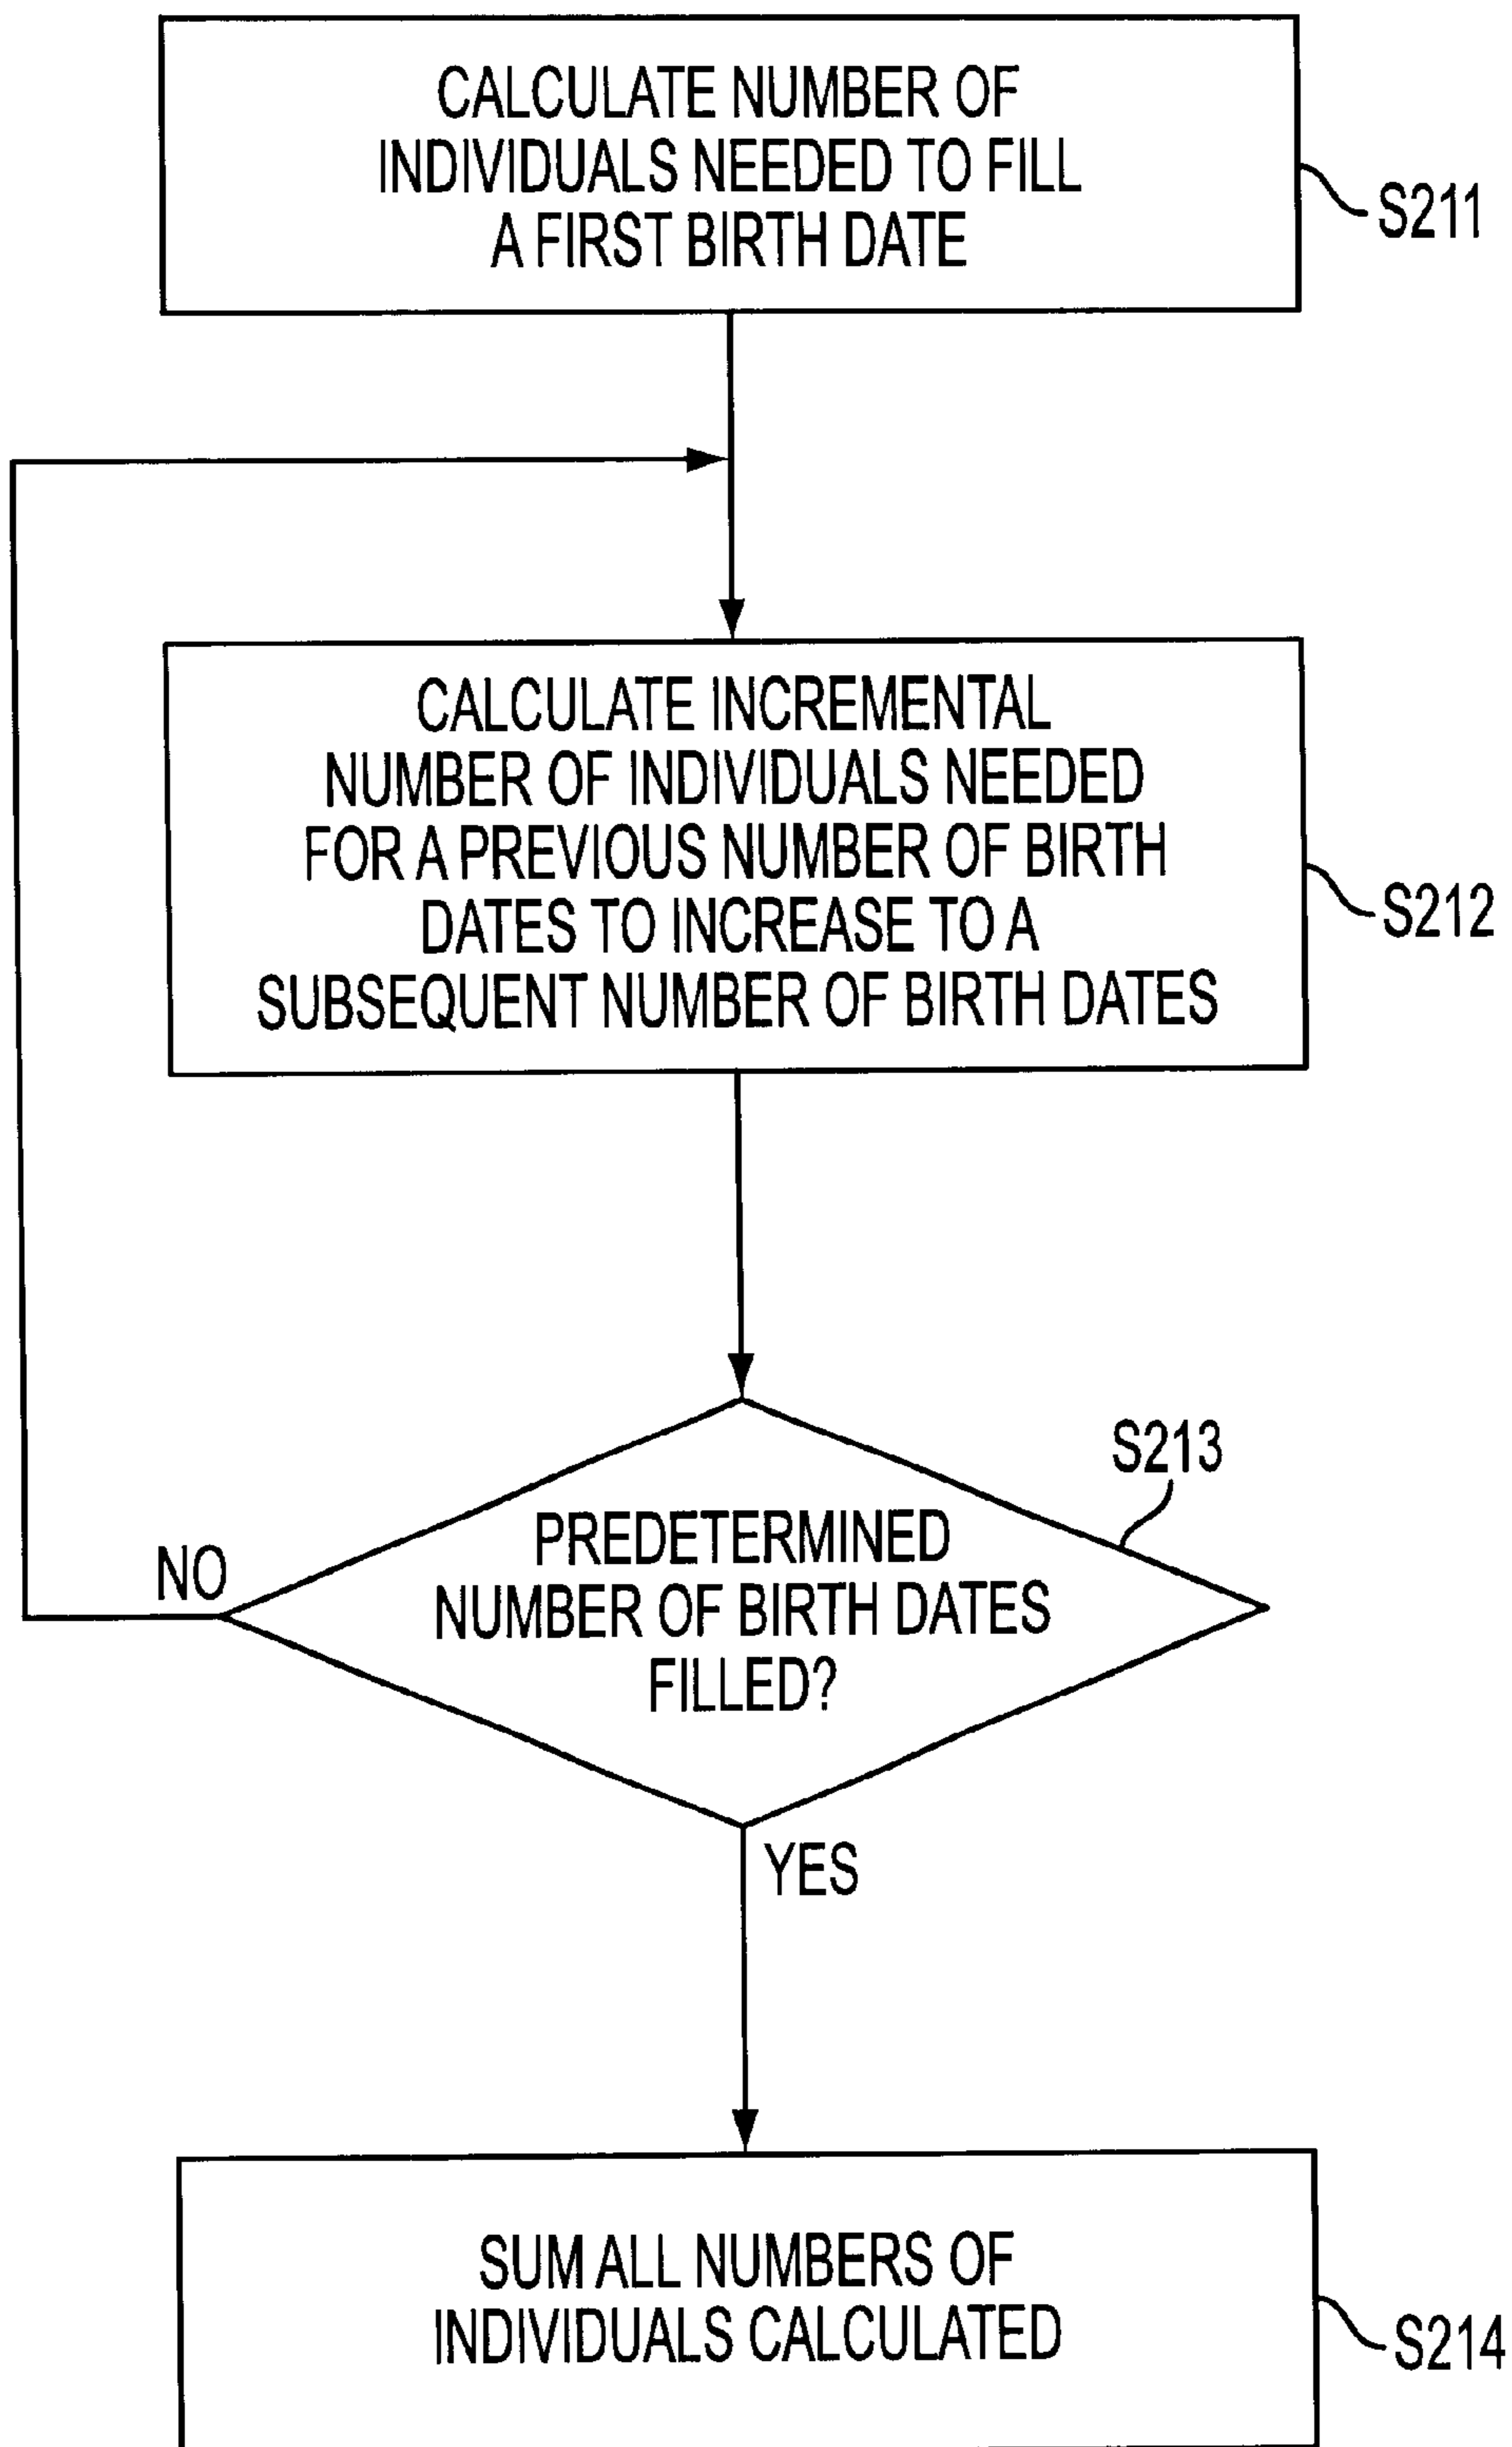 CALCULATE NUMBER OF
INDIVIDUALS NEEDED TO FILL
A FIRST BIRTH DATE
S211
CALCULATE INCREMENTAL
NUMBER OF INDIVIDUALS NEEDED
FOR A PREVIOUS NUMBER OF BIRTH
DATES TO INCREASE TO A
SUBSEQUENT NUMBER OF BIRTH DATES
S212
S213
PREDETERMINED
NUMBER OF BIRTH DATES
FILLED?
NO
YES
SUM ALL NUMBERS OF
INDIVIDUALS CALCULATED
S214